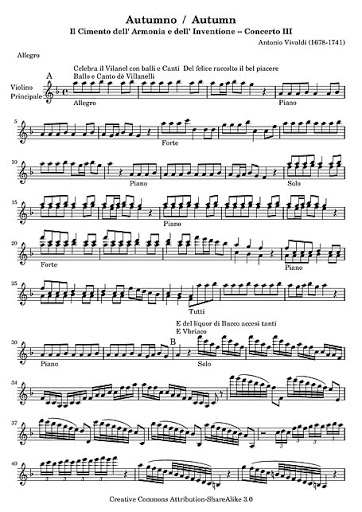 Autumno / Autumn
Il Cimento dell' Armonia e dell' Inventione – Concerto III
Antonio Vivaldi (1678-1741)
Allegro
Celebra il Vilanel con balli e Canti Del felice raccolto il bel piacere
A
Ballo e Canto dè Villanelli
Violino
Principale
Allegro
Piano
5
Forte
10
Piano
Solo
15
Piano
20
Forte
Piano
25
Tutti
E del liquor di Bacco accesi tanti
E Vbriaco
30
B
Piano
Solo
34
37
40
Creative Commons Attribution-ShareAlike 3.0